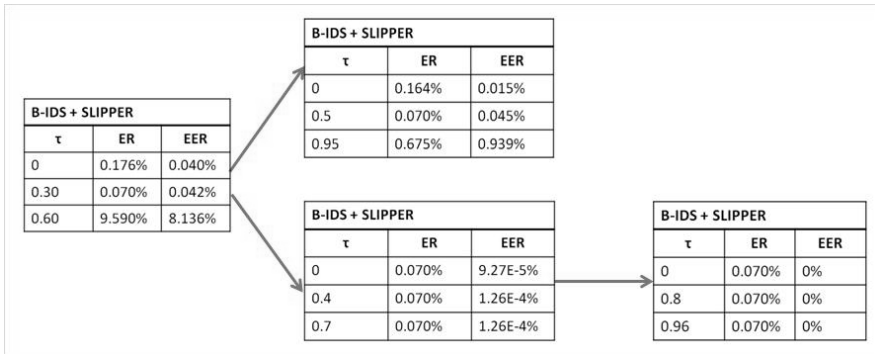 B-IDS + SLIPPER
τ ER EER
0 0.176% 0.040%
0.30 0.070% 0.042%
0.60 9.590% 8.136%
B-IDS + SLIPPER
τ ER EER
0 0.164% 0.015%
0.5 0.070% 0.045%
0.95 0.675% 0.939%
B-IDS + SLIPPER
τ ER EER
0 0.070% 9.27E-5%
0.4 0.070% 1.26E-4%
0.7 0.070% 1.26E-4%
B-IDS + SLIPPER
τ ER EER
0 0.070% 0%
0.8 0.070% 0%
0.96 0.070% 0%